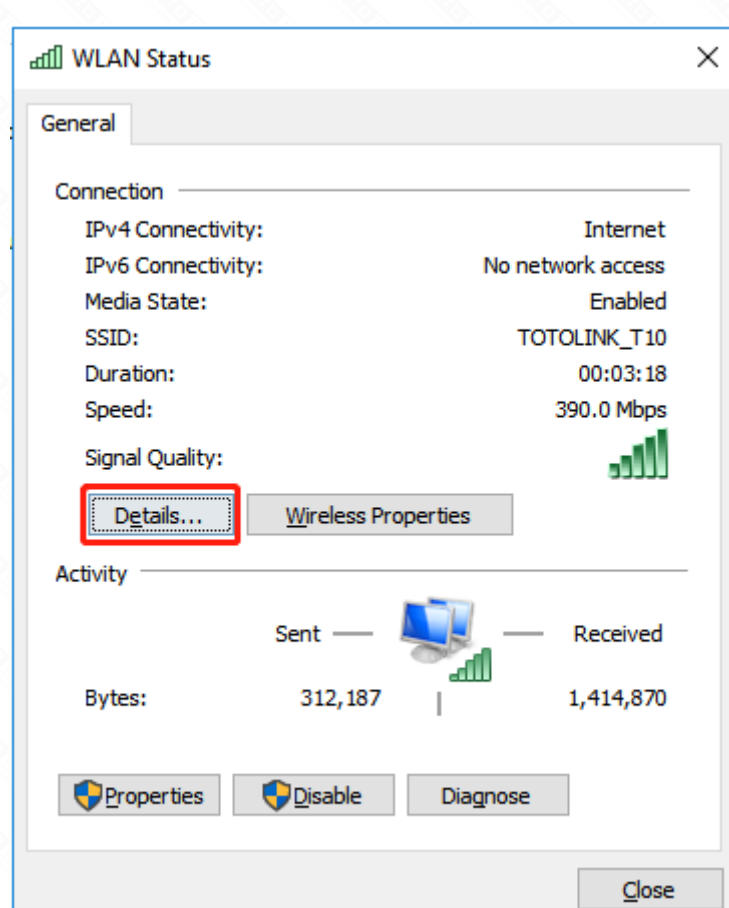 WLAN Status
General
Connection
IPv4 Connectivity: Internet
IPv6 Connectivity: No network access
Media State: Enabled
SSID: TOTOLINK_T10
Duration: 00:03:18
Speed: 390.0 Mbps
Signal Quality:
Details... Wireless Properties
Activity
Sent Received
Bytes: 312,187 1,414,870
Properties Disable Diagnose
Close